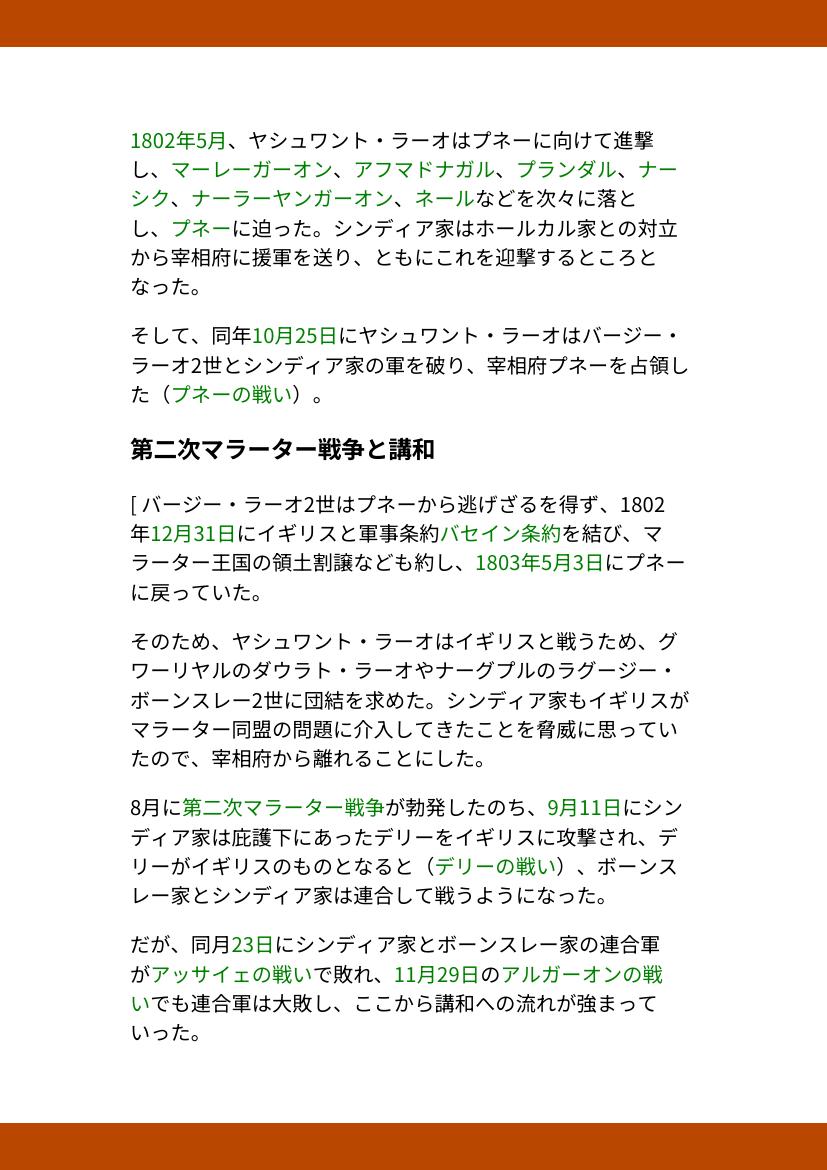 1802年5月、ヤシュワント・ラーオはプネーに向けて進撃
し、マーレーガーオン、アフマドナガル、プランダル、ナー
シク、ナーラーヤンガーオン、ネールなどを次々に落と
し、プネーに迫った。シンディア家はホールカル家との対立
から宰相府に援軍を送り、ともにこれを迎撃するところと
なった。
そして、同年10月25日にヤシュワント・ラーオはバージー・
ラーオ2世とシンディア家の軍を破り、宰相府プネーを占領し
た（プネーの戦い）。
第二次マラーター戦争と講和
[ バージー・ラーオ2世はプネーから逃げざるを得ず、1802
年12月31日にイギリスと軍事条約バセイン条約を結び、マ
ラーター王国の領土割譲なども約し、1803年5月3日にプネー
に戻っていた。
そのため、ヤシュワント・ラーオはイギリスと戦うため、グ
ワーリヤルのダウラト・ラーオやナーグプルのラグージー・
ボーンスレー2世に団結を求めた。シンディア家もイギリスが
マラーター同盟の問題に介入してきたことを脅威に思ってい
たので、宰相府から離れることにした。
8月に第二次マラーター戦争が勃発したのち、9月11日にシン
ディア家は庇護下にあったデリーをイギリスに攻撃され、デ
リーがイギリスのものとなると（デリーの戦い）、ボーンス
レー家とシンディア家は連合して戦うようになった。
だが、同月23日にシンディア家とボーンスレー家の連合軍
がアッサイェの戦いで敗れ、11月29日のアルガーオンの戦
いでも連合軍は大敗し、ここから講和への流れが強まって
いった。